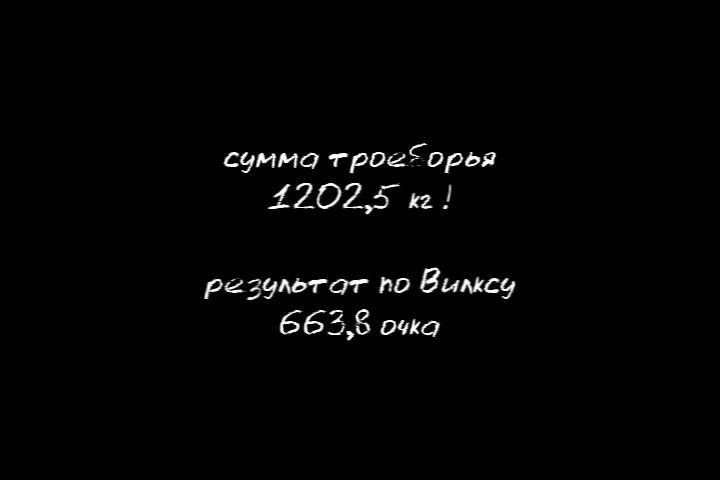 сумма троеборья
1202,5 кг !
результат по Вилксу
663,8 очка